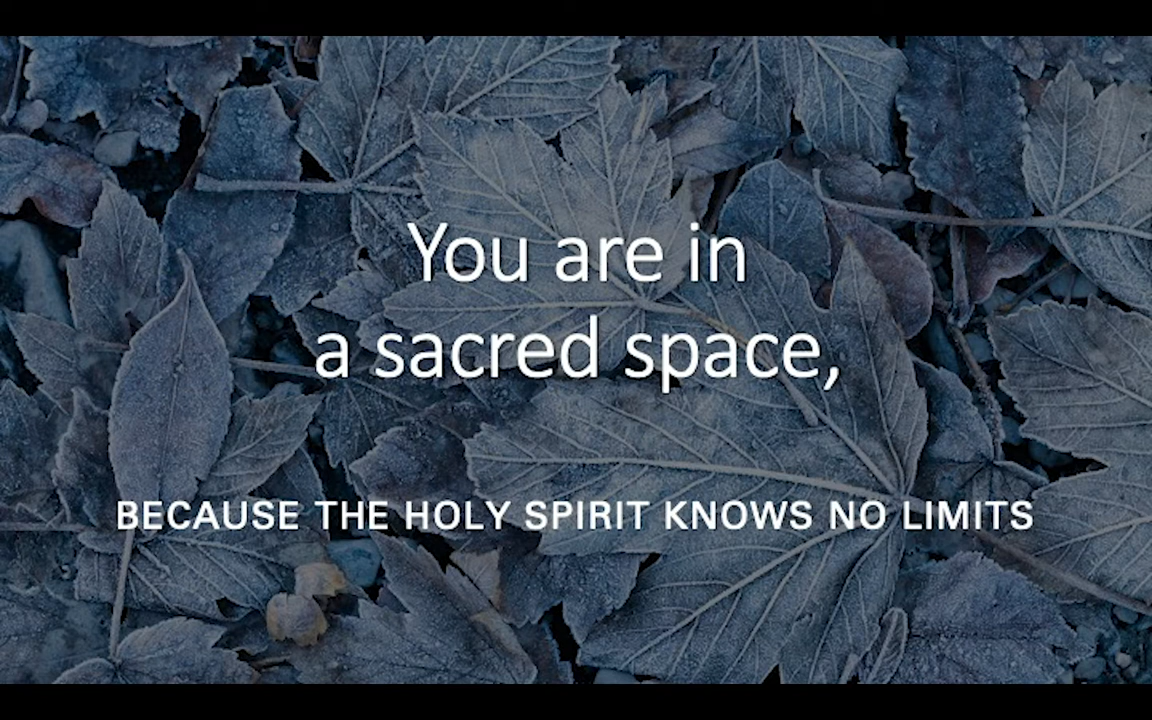 You are in
a sacred space,
BECAUSE THE HOLY SPIRIT KNOWS NO LIMITS